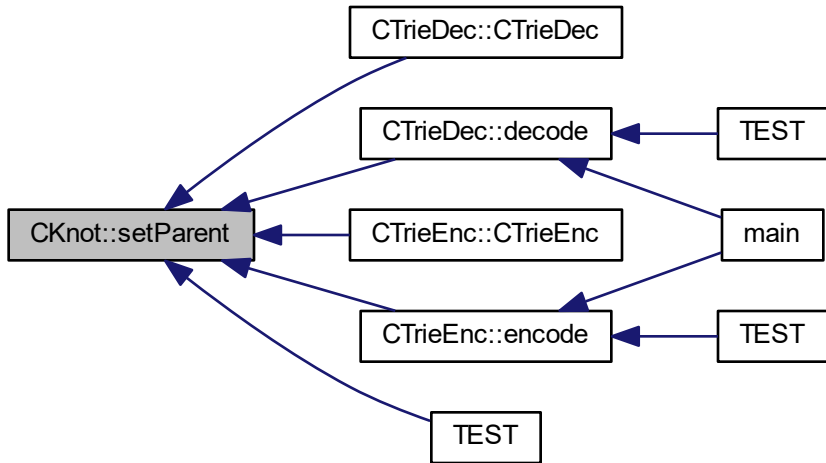 CTrieDec::CTrieDec
CTrieDec::decode
TEST
CKnot::setParent
CTrieEnc::CTrieEnc
main
CTrieEnc::encode
TEST
TEST